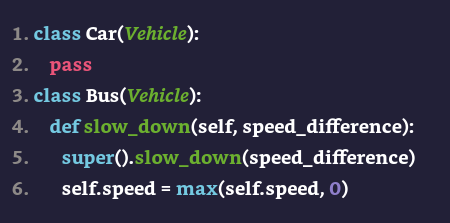 1. class Car(Vehicle):
2.    pass
3. class Bus(Vehicle):
4.    def slow_down(self, speed_difference):
5.       super().slow_down(speed_difference)
6.       self.speed = max(self.speed, 0)